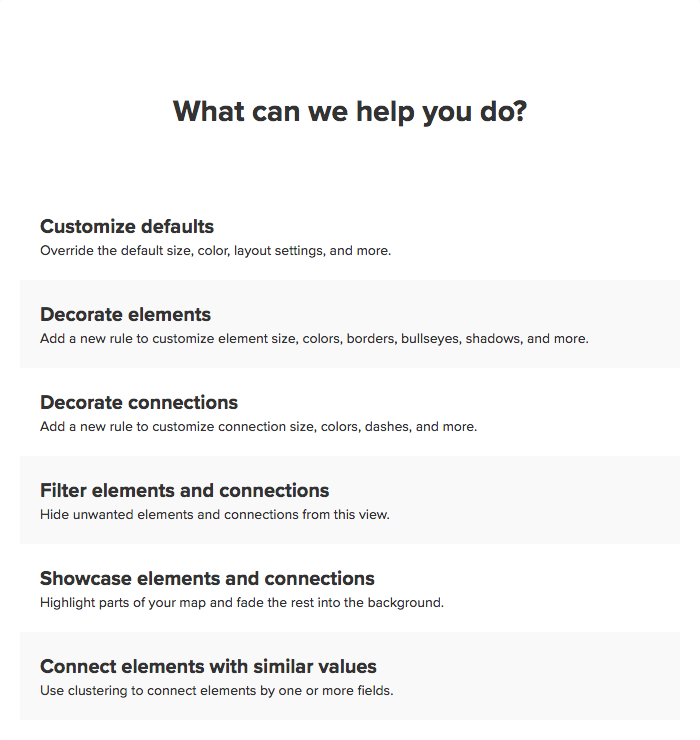 What can we help you do?
Customize defaults
Override the default size, color, layout settings, and more.
Decorate elements
Add a new rule to customize element size, colors, borders, bullseyes, shadows, and more.
Decorate connections
Add a new rule to customize connection size, colors, dashes, and more.
Filter elements and connections
Hide unwanted elements and connections from this view.
Showcase elements and connections
Highlight parts of your map and fade the rest into the background.
Connect elements with similar values
Use clustering to connect elements by one or more fields.